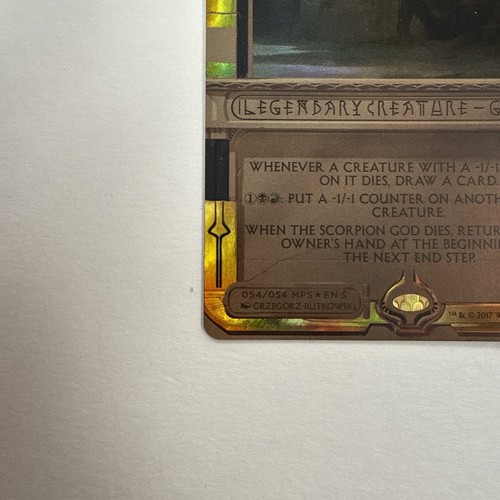 LEGENDARY CREATURE – G
WHENEVER A CREATURE WITH A -1/-1
ON IT DIES, DRAW A CARD.
1BR: PUT A -1/-1 COUNTER ON ANOTH
CREATURE.
WHEN THE SCORPION GOD DIES, RETUR
OWNER'S HAND AT THE BEGINNI
THE NEXT END STEP.
054/054 MPS★EN S
GRZEGORZ RUTKOWSKI
™ & © 2017 W